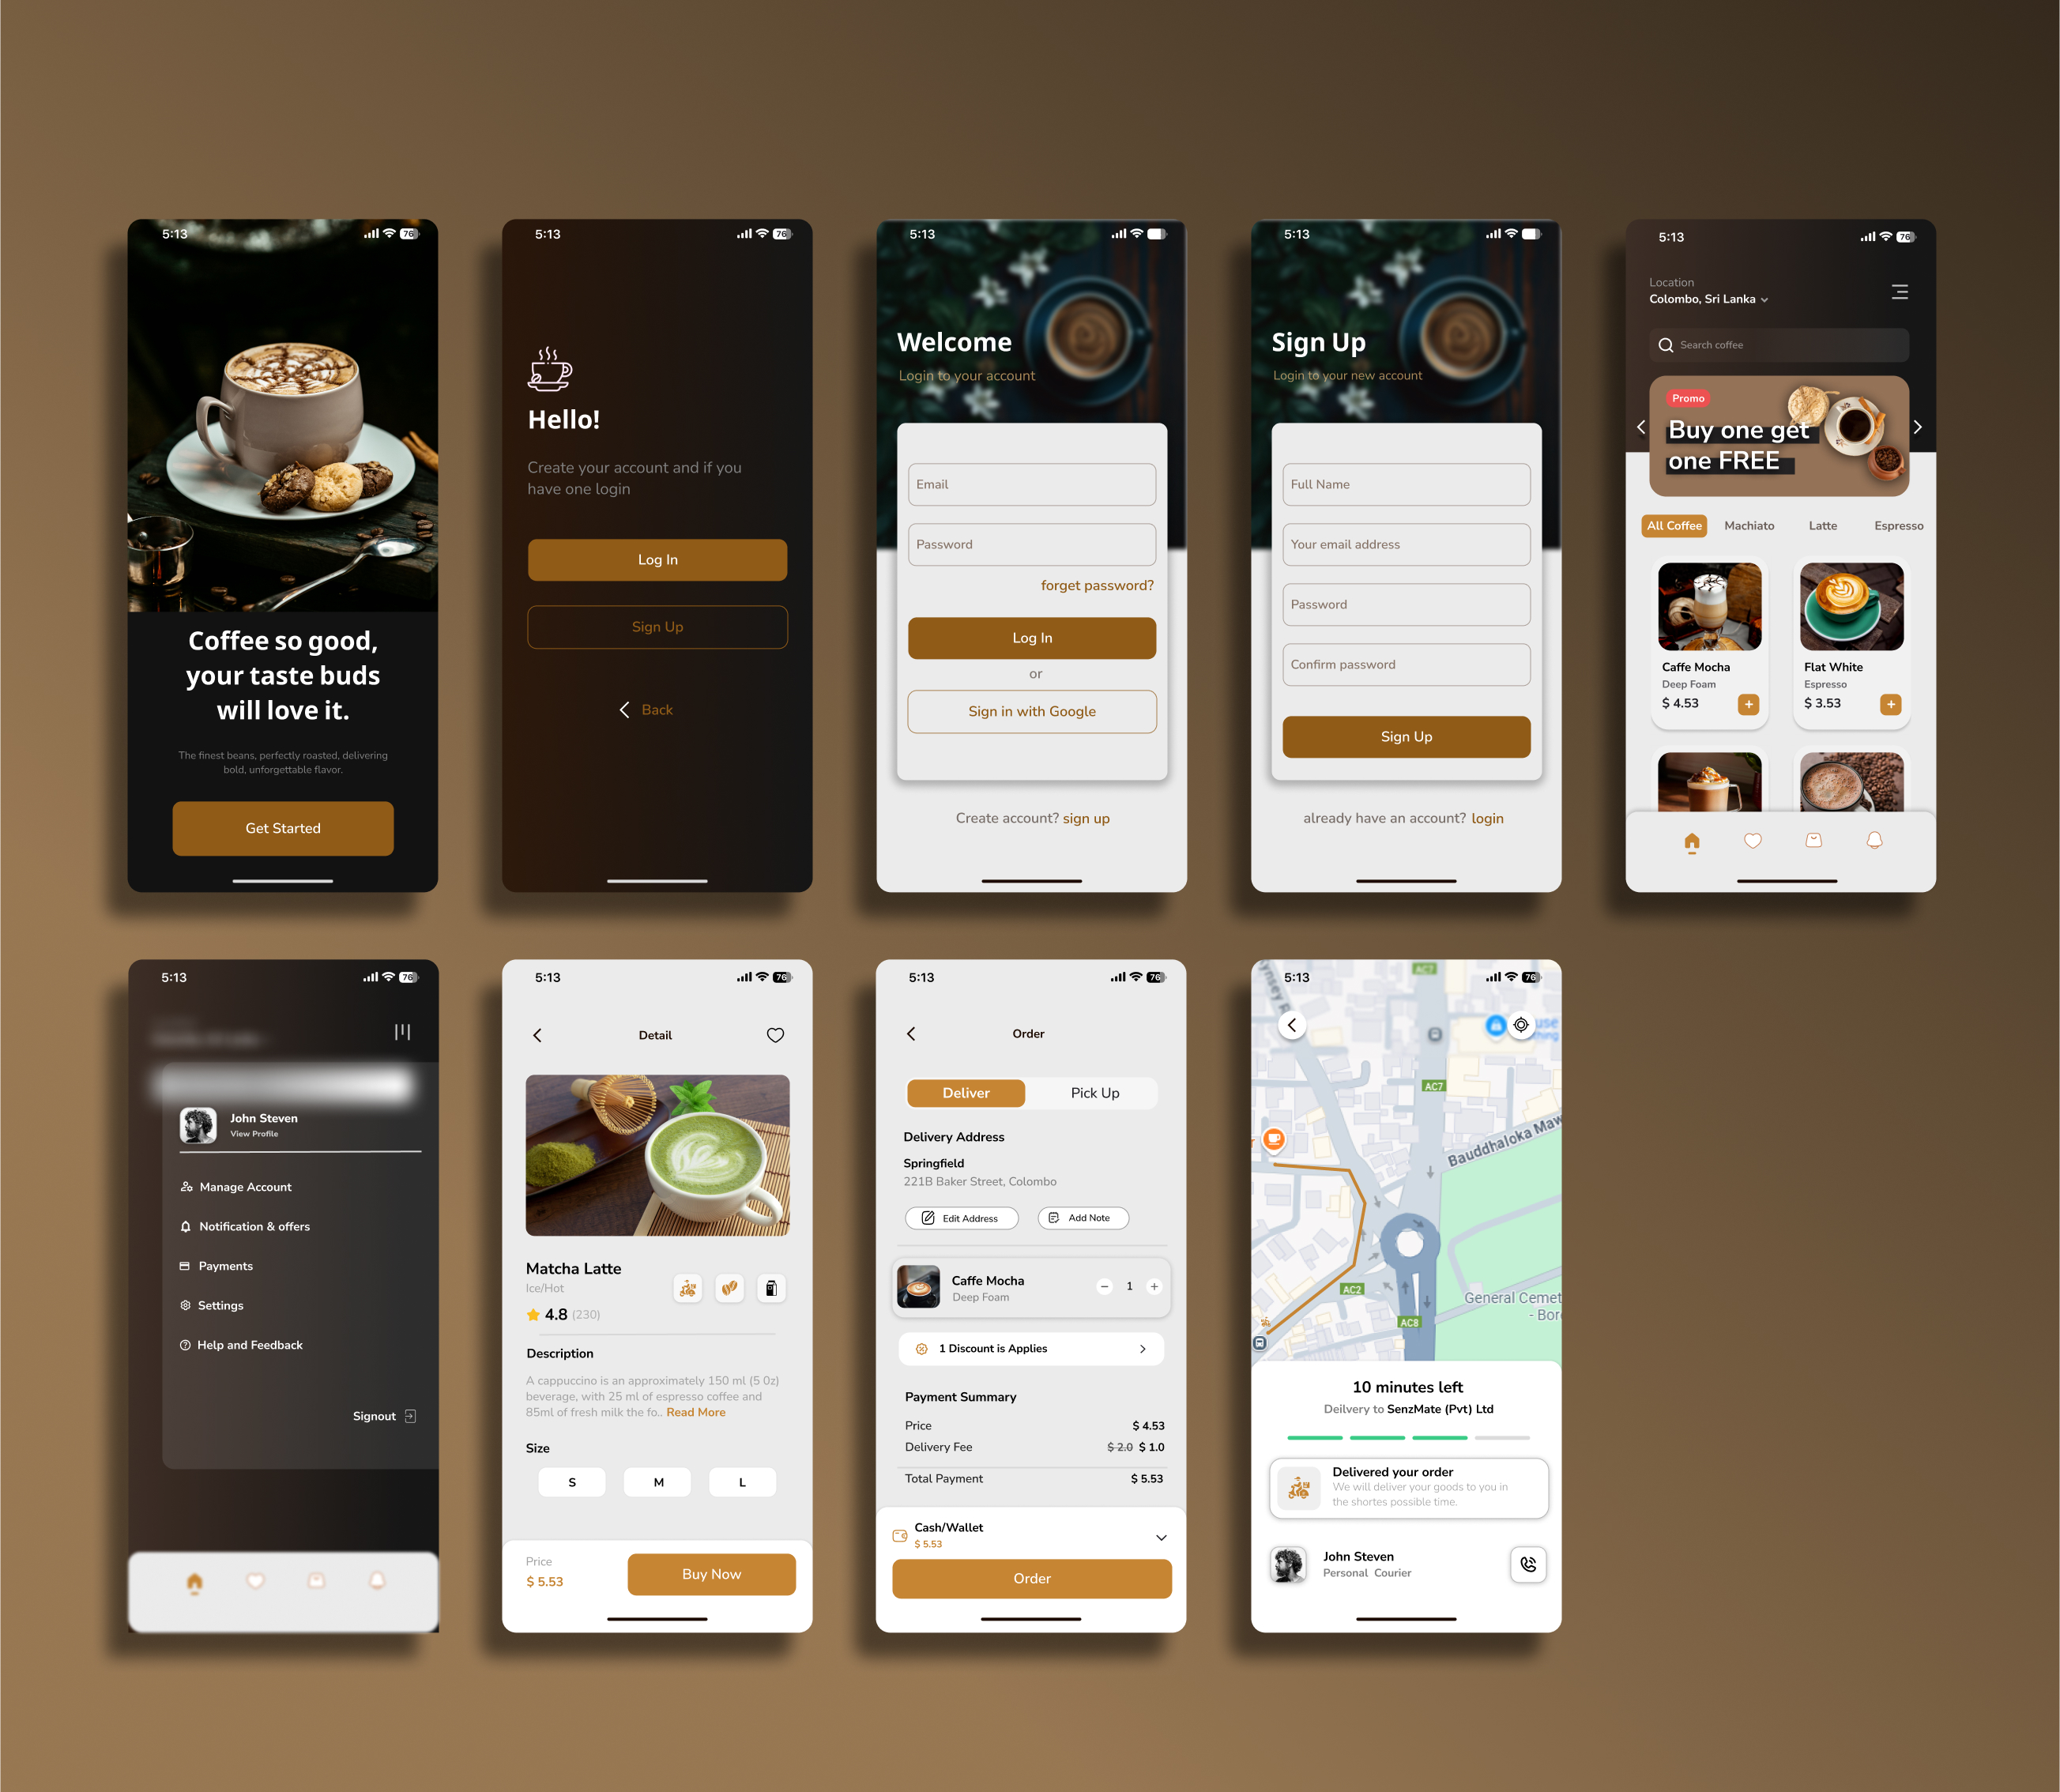 5:13
76
Coffee so good,
your taste buds
will love it.
The finest beans, perfectly roasted, delivering
bold, unforgettable flavor.
Get Started
5:13
76
Hello!
Create your account and if you
have one login
Log In
Sign Up
Back
5:13
Welcome
Login to your account
Email
Password
forget password?
Log In
or
Sign in with Google
Create account? sign up
5:13
Sign Up
Login to your new account
Full Name
Your email address
Password
Confirm password
Sign Up
already have an account? login
5:13
76
Location
Colombo, Sri Lanka
Search coffee
Promo
Buy one get
one FREE
All Coffee Machiato Latte Espresso
Caffe Mocha
Deep Foam
$ 4.53
Flat White
Espresso
$ 3.53
5:13
76
John Steven
View Profile
Manage Account
Notification & offers
Payments
Settings
Help and Feedback
Signout
5:13
76
Detail
Matcha Latte
Ice/Hot
4.8 (230)
Description
A cappuccino is an approximately 150 ml (5 0z)
beverage, with 25 ml of espresso coffee and
85ml of fresh milk the fo.. Read More
Size
S M L
Price
$ 5.53
Buy Now
5:13
76
Order
Deliver Pick Up
Delivery Address
Springfield
221B Baker Street, Colombo
Edit Address Add Note
Caffe Mocha
Deep Foam
1
1 Discount is Applies
Payment Summary
Price $ 4.53
Delivery Fee $ 2.0 $ 1.0
Total Payment $ 5.53
Cash/Wallet
$ 5.53
Order
5:13
76
AC7
AC7
Bauddhaloka Maw
AC2
General Cemet
- Bor
AC8
10 minutes left
Deilvery to SenzMate (Pvt) Ltd
Delivered your order
We will deliver your goods to you in
the shortes possible time.
John Steven
Personal Courier